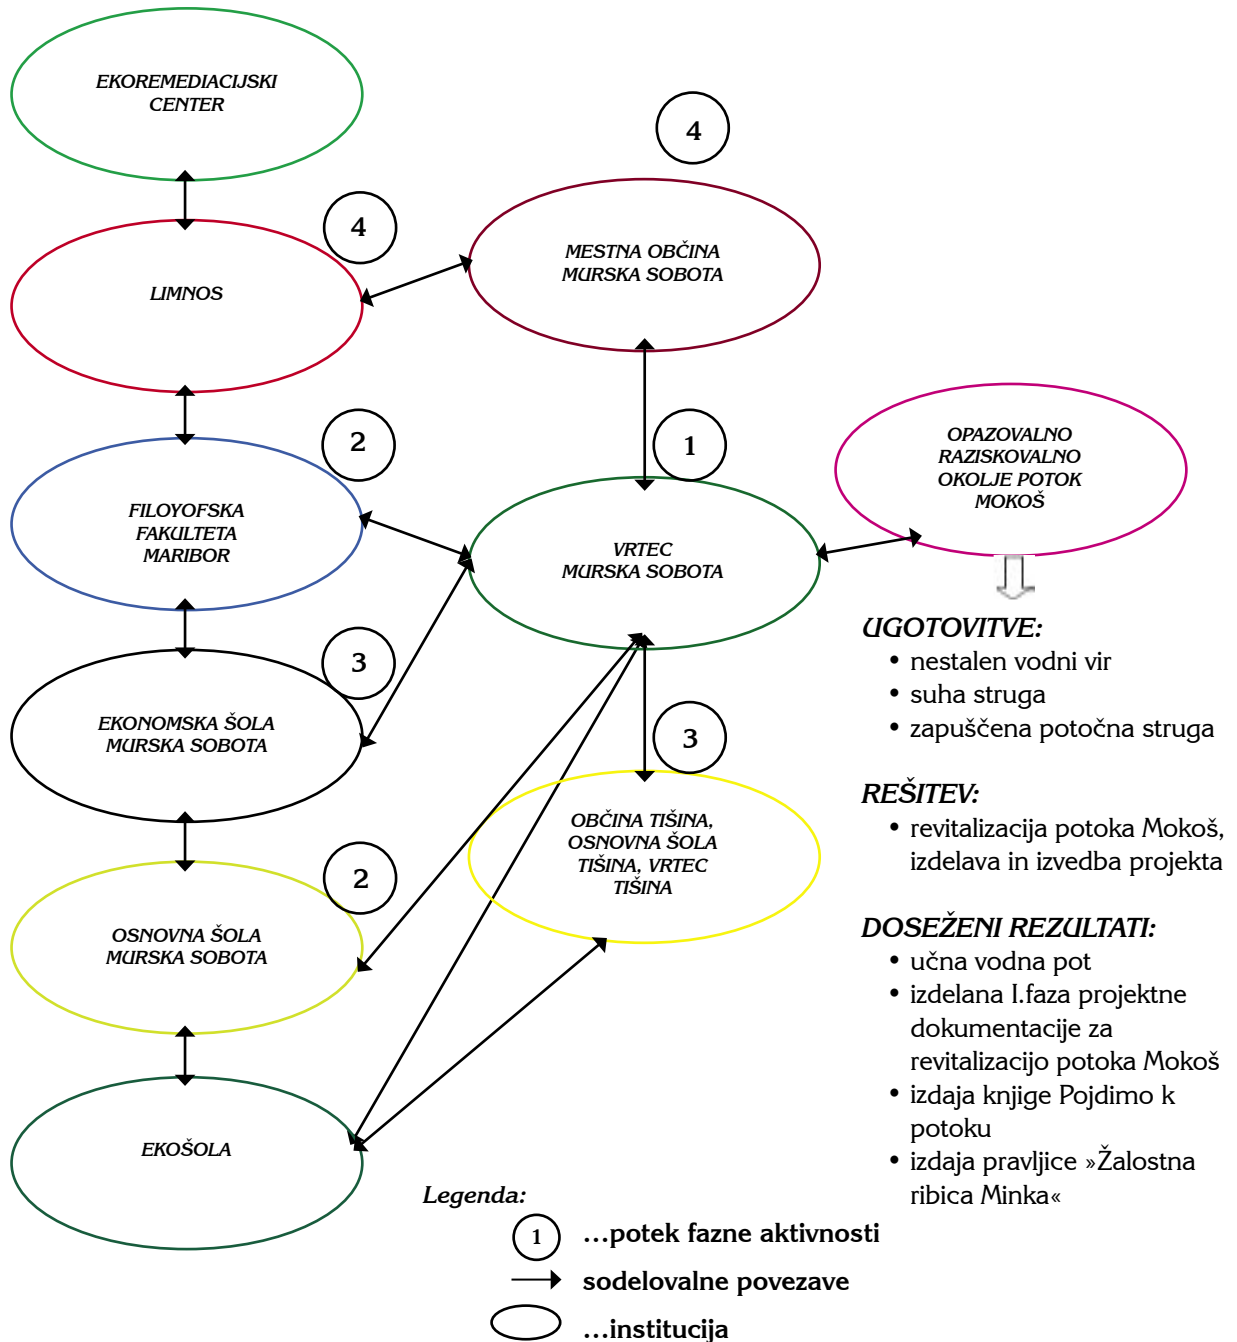 EKOREMEDIACIJSKI
CENTER
4
4
LIMNOS
MESTNA OBČINA
MURSKA SOBOTA
2
1
FILOYOFSKA
FAKULTETA
MARIBOR
VRTEC
MURSKA SOBOTA
OPAZOVALNO
RAZISKOVALNO
OKOLJE POTOK
MOKOŠ
3
EKONOMSKA ŠOLA
MURSKA SOBOTA
3
OBČINA TIŠINA,
OSNOVNA ŠOLA
TIŠINA, VRTEC
TIŠINA
2
OSNOVNA ŠOLA
MURSKA SOBOTA
EKOŠOLA
UGOTOVITVE:
• nestalen vodni vir
• suha struga
• zapuščena potočna struga
REŠITEV:
• revitalizacija potoka Mokoš,
izdelava in izvedba projekta
DOSEŽENI REZULTATI:
• učna vodna pot
• izdelana I.faza projektne
dokumentacije za
revitalizacijo potoka Mokoš
• izdaja knjige Pojdimo k
potoku
• izdaja pravljice »Žalostna
ribica Minka«
Legenda:
1 ...potek fazne aktivnosti
sodelovalne povezave
...institucija